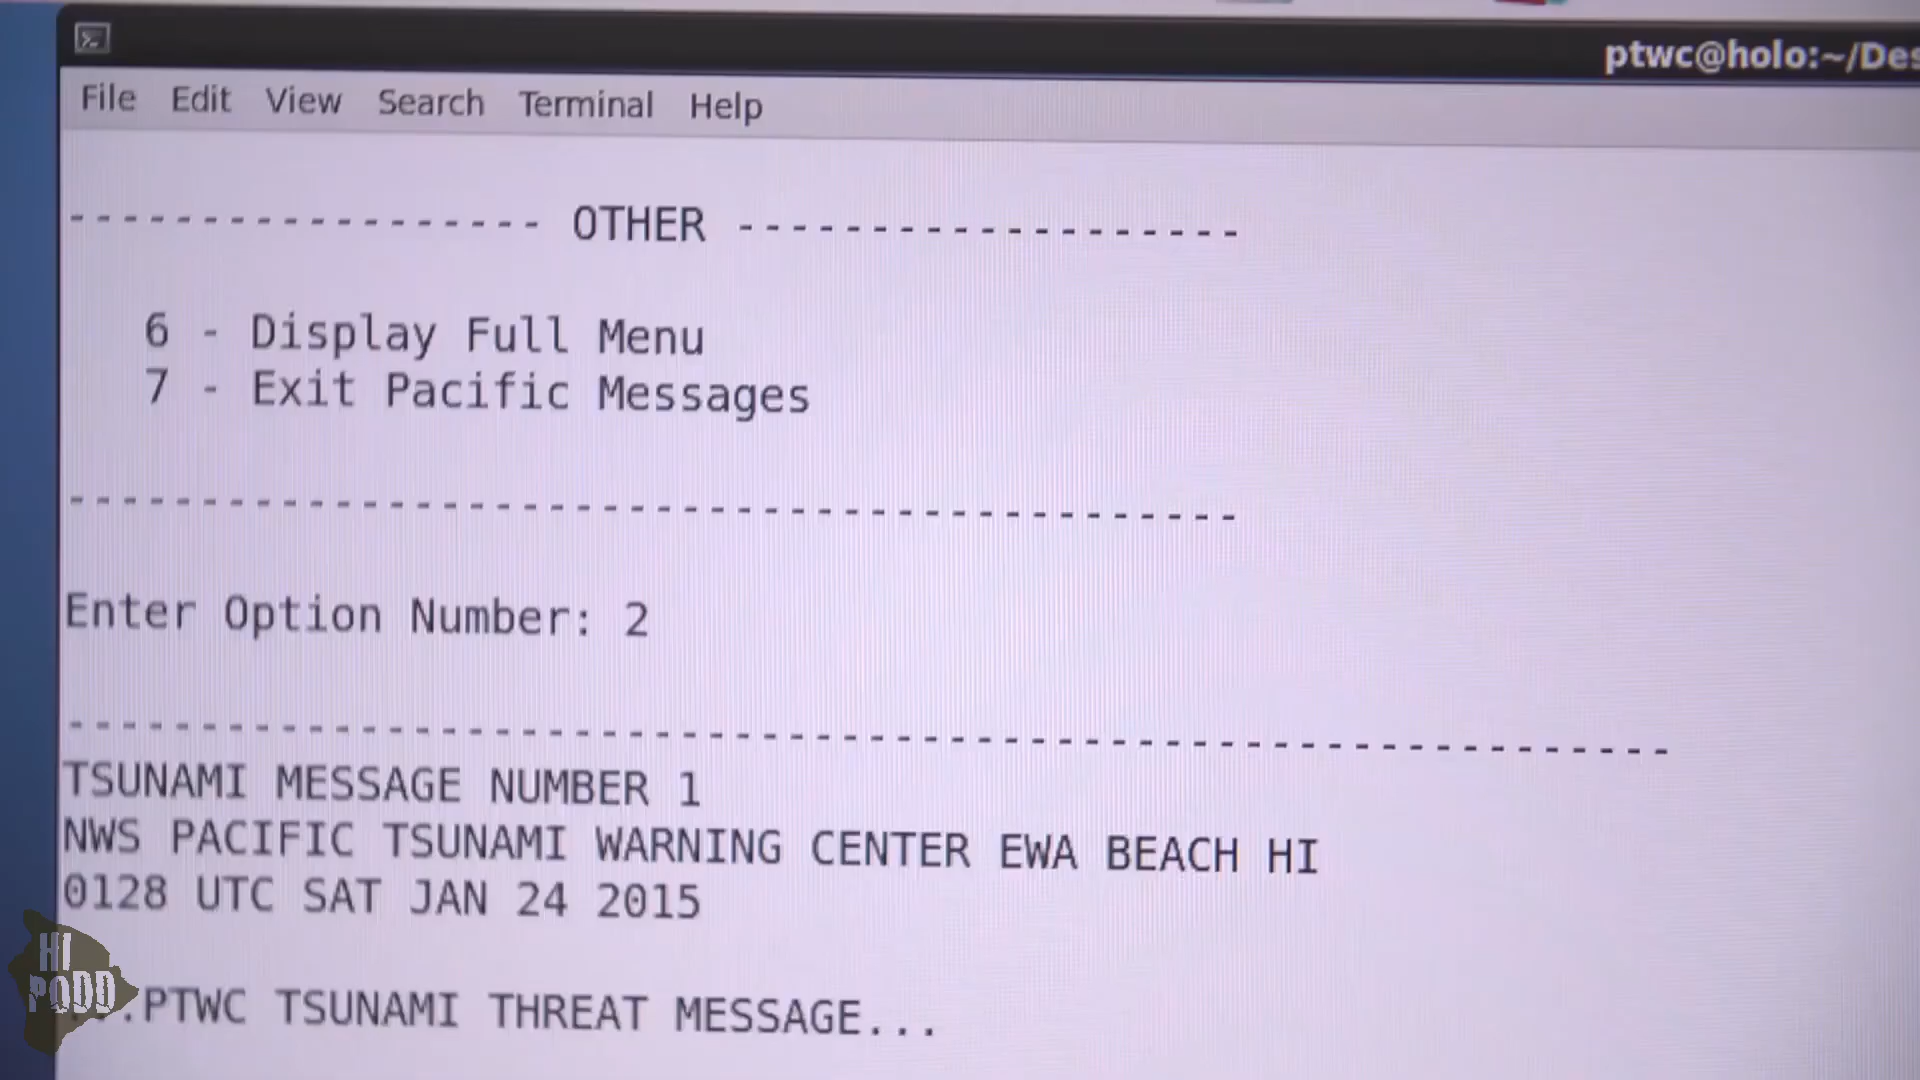 ptwc@holo:~/Des
File Edit View Search Terminal Help
------------------ OTHER -------------------
6 - Display Full Menu
7 - Exit Pacific Messages
--------------------------------------------
Enter Option Number: 2
------------------------------------------------------------
TSUNAMI MESSAGE NUMBER 1
NWS PACIFIC TSUNAMI WARNING CENTER EWA BEACH HI
0128 UTC SAT JAN 24 2015
...PTWC TSUNAMI THREAT MESSAGE...
HI
PODD